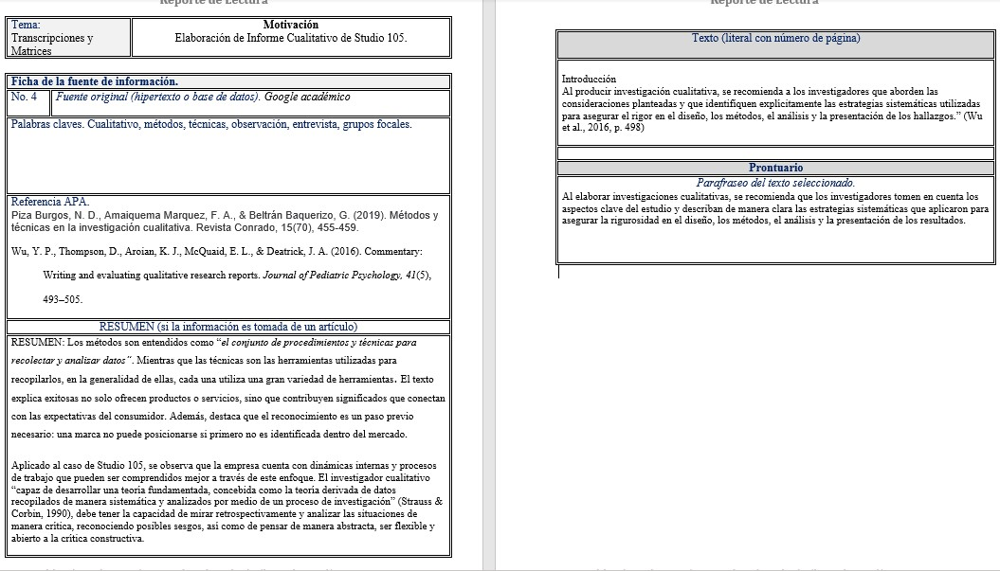 Reporte de Lectura
Tema:
Transcripciones y
Matrices
Motivación
Elaboración de Informe Cualitativo de Studio 105.
Ficha de la fuente de información.
No. 4
Fuente original (hipertexto o base de datos). Google académico
Palabras claves. Cualitativo, métodos, técnicas, observación, entrevista, grupos focales.
Referencia APA.
Piza Burgos, N. D., Amaiquema Marquez, F. A., & Beltrán Baquerizo, G. (2019). Métodos y
técnicas en la investigación cualitativa. Revista Conrado, 15(70), 455-459.
Wu, Y. P., Thompson, D., Aroian, K. J., McQuaid, E. L., & Deatrick, J. A. (2016). Commentary:
Writing and evaluating qualitative research reports. Journal of Pediatric Psychology, 41(5),
493–505.
RESUMEN (si la información es tomada de un artículo)
RESUMEN: Los métodos son entendidos como “el conjunto de procedimientos y técnicas para
recolectar y analizar datos”. Mientras que las técnicas son las herramientas utilizadas para
recopilarlos, en la generalidad de ellas, cada una utiliza una gran variedad de herramientas. El texto
explica exitosas no solo ofrecen productos o servicios, sino que contribuyen significados que conectan
con las expectativas del consumidor. Además, destaca que el reconocimiento es un paso previo
necesario: una marca no puede posicionarse si primero no es identificada dentro del mercado.
Aplicado al caso de Studio 105, se observa que la empresa cuenta con dinámicas internas y procesos
de trabajo que pueden ser comprendidos mejor a través de este enfoque. El investigador cualitativo
“capaz de desarrollar una teoría fundamentada, concebida como la teoría derivada de datos
recopilados de manera sistemática y analizados por medio de un proceso de investigación” (Strauss &
Corbin, 1990), debe tener la capacidad de mirar retrospectivamente y analizar las situaciones de
manera crítica, reconociendo posibles sesgos, así como de pensar de manera abstracta, ser flexible y
abierto a la crítica constructiva.
Reporte de Lectura
Texto (literal con número de página)
Introducción
Al producir investigación cualitativa, se recomienda a los investigadores que aborden las
consideraciones planteadas y que identifiquen explícitamente las estrategias sistemáticas utilizadas
para asegurar el rigor en el diseño, los métodos, el análisis y la presentación de los hallazgos.” (Wu
et al., 2016, p. 498)
Prontuario
Parafraseo del texto seleccionado.
Al elaborar investigaciones cualitativas, se recomienda que los investigadores tomen en cuenta los
aspectos clave del estudio y describan de manera clara las estrategias sistemáticas que aplicaron para
asegurar la rigurosidad en el diseño, los métodos, el análisis y la presentación de los resultados.